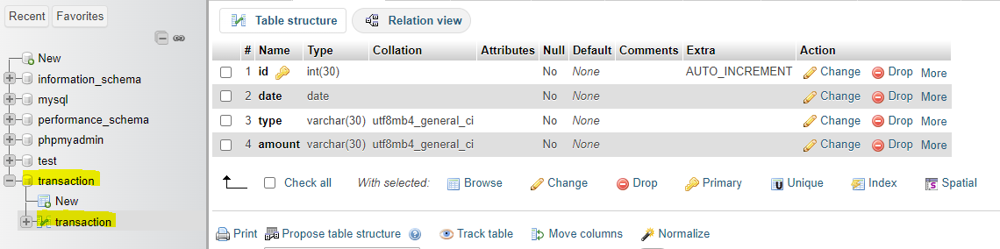 Recent Favorites
New
information_schema
mysql
performance_schema
phpmyadmin
test
transaction
New
transaction
Table structure Relation view
# Name Type Collation Attributes Null Default Comments Extra Action
1 id int(30) No None AUTO_INCREMENT Change Drop More
2 date date No None Change Drop More
3 type varchar(30) utf8mb4_general_ci No None Change Drop More
4 amount varchar(30) utf8mb4_general_ci No None Change Drop More
Check all With selected: Browse Change Drop Primary Unique Index Spatial
Print Propose table structure Track table Move columns Normalize